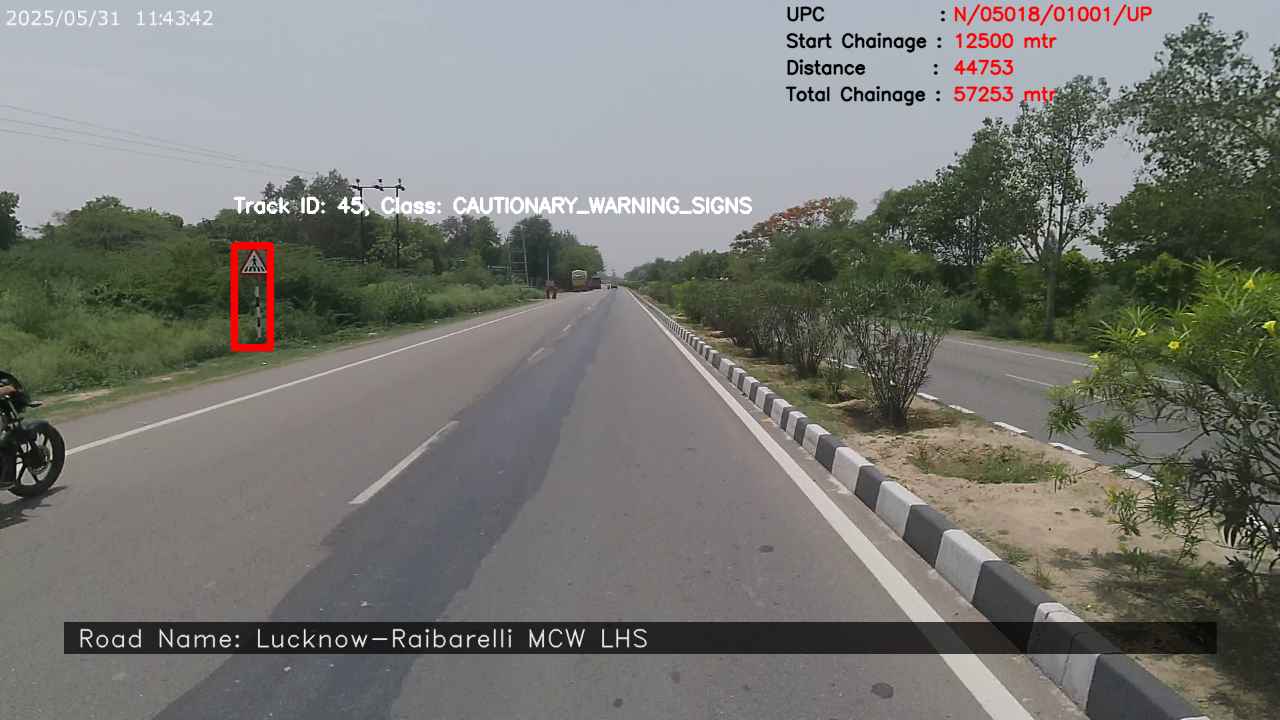 2025/05/31 11:43:42
UPC : N/05018/01001/UP
Start Chainage : 12500 mtr
Distance : 44753
Total Chainage : 57253 mtr
Track ID: 45, Class: CAUTIONARY_WARNING_SIGNS
Road Name: Lucknow-Raibarelli MCW LHS